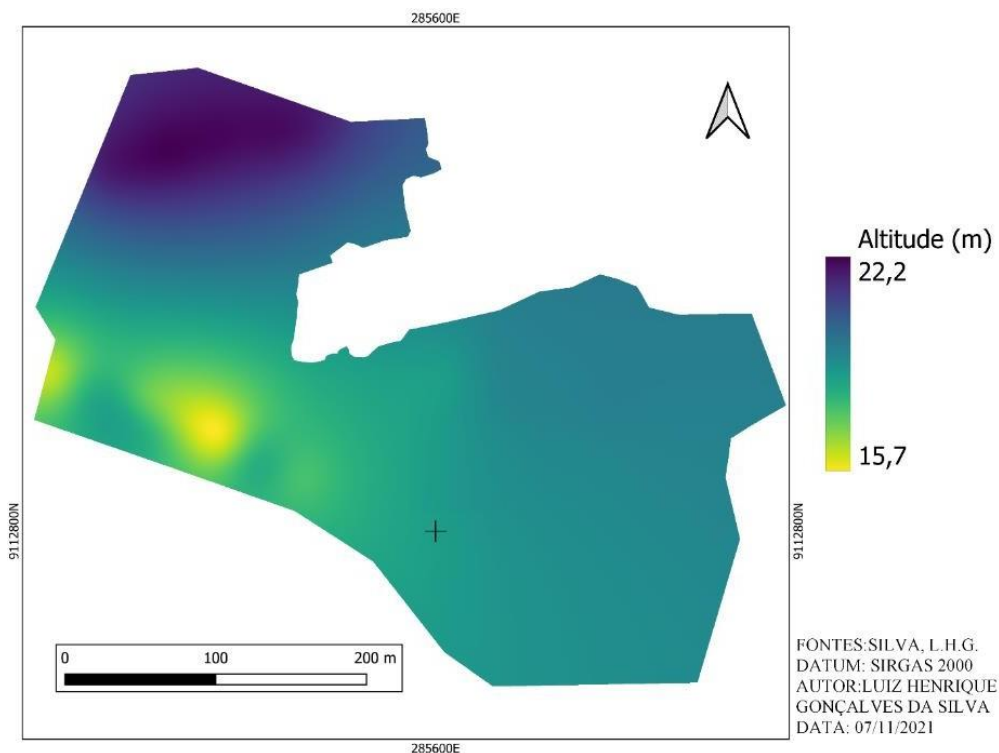 285600E
Altitude (m)
22,2
15,7
9112800N
9112800N
0 100 200 m
FONTES:SILVA, L.H.G.
DATUM: SIRGAS 2000
AUTOR:LUIZ HENRIQUE
GONÇALVES DA SILVA
DATA: 07/11/2021
285600E